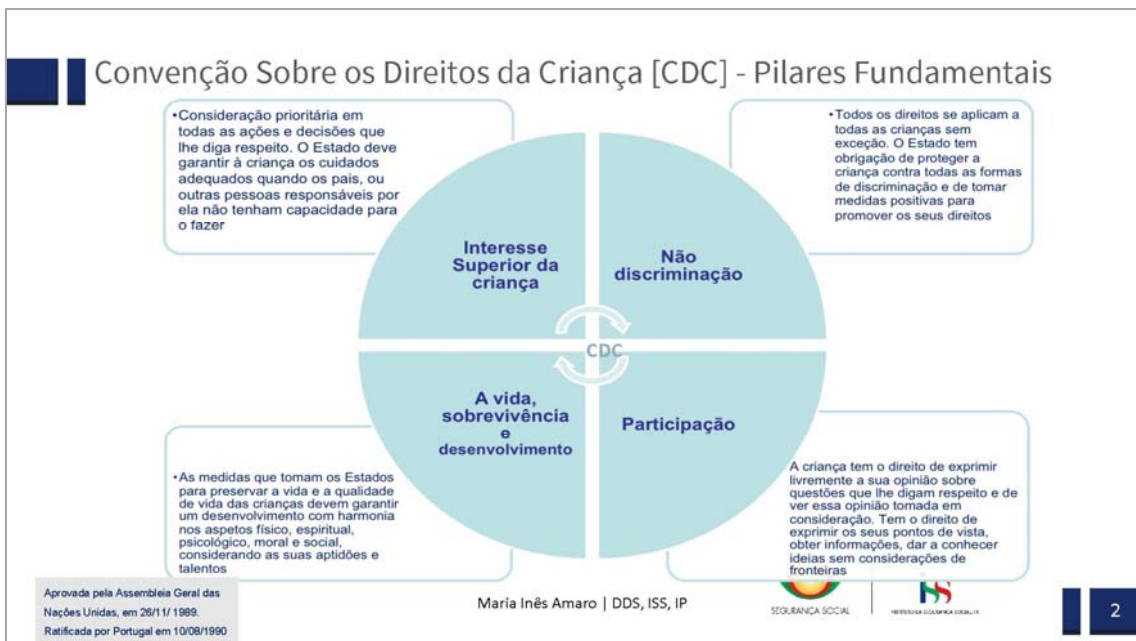 Convenção Sobre os Direitos da Criança [CDC] - Pilares Fundamentais
•Consideração prioritária em
todas as ações e decisões que
lhe diga respeito. O Estado deve
garantir à criança os cuidados
adequados quando os pais, ou
outras pessoas responsáveis por
ela não tenham capacidade para
o fazer
•Todos os direitos se aplicam a
todas as crianças sem
exceção. O Estado tem
obrigação de proteger a
criança contra todas as formas
de discriminação e de tomar
medidas positivas para
promover os seus direitos
Interesse
Superior da
criança
Não
discriminação
CDC
A vida,
sobrevivência
e
desenvolvimento
Participação
•As medidas que tomam os Estados
para preservar a vida e a qualidade
de vida das crianças devem garantir
um desenvolvimento com harmonia
nos aspetos físico, espiritual,
psicológico, moral e social,
considerando as suas aptidões e
talentos
A criança tem o direito de exprimir
livremente a sua opinião sobre
questões que lhe digam respeito e de
ver essa opinião tomada em
consideração. Tem o direito de
exprimir os seus pontos de vista,
obter informações, dar a conhecer
ideias sem considerações de
fronteiras
Aprovada pela Assembleia Geral das
Nações Unidas, em 26/11/ 1989.
Ratificada por Portugal em 10/08/1990
Maria Inês Amaro | DDS, ISS, IP
SEGURANÇA SOCIAL
INSTITUTO DA SEGURANÇA SOCIAL, I.P.
2